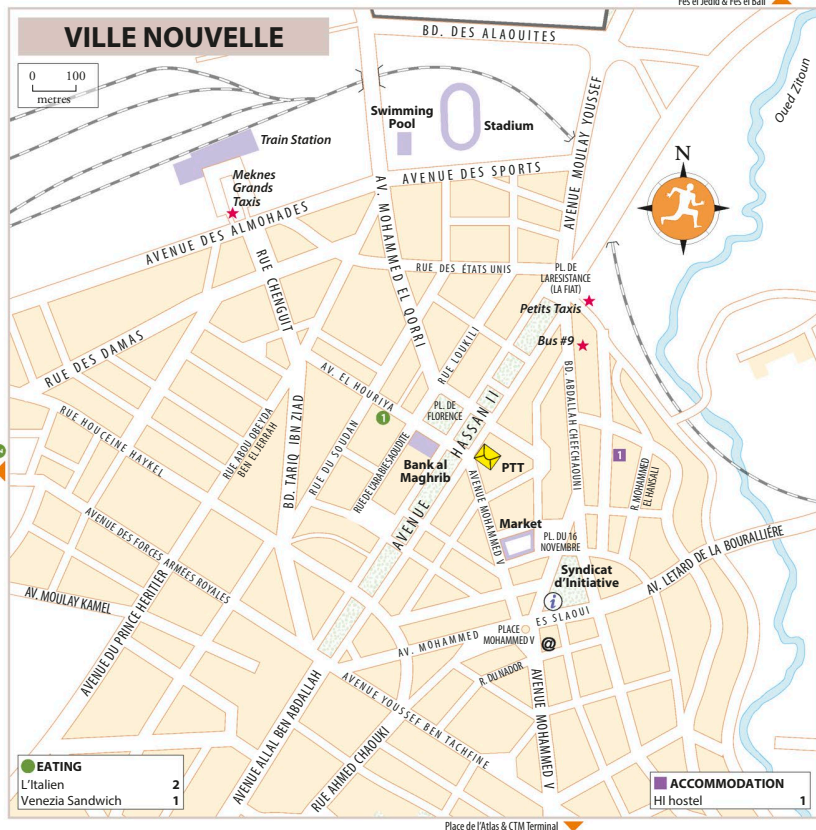 Fes el Jedid & Fes el Bali
VILLE NOUVELLE
BD. DES ALAOUITES
0 100
metres
Oued Zitoun
Swimming
Pool
Stadium
Train Station
AVENUE MOULAY YOUSSEF
AVENUE DES SPORTS
Meknes
Grands
Taxis
N
AV. MOHAMMED EL QORRI
AVENUE DES ALMOHADES
RUE CHENGUIT
RUE DES ÉTATS UNIS
PL. DE
LARESISTANCE
(LA FIAT)
Petits Taxis
Bus #9
RUE DES DAMAS
RUE LOUKILI
AV. EL HOURIYA
BD. ABDALLAH CHEFCHAOUNI
RUE HOUCEINE HAYKEL
RUE ABOU OBEYDA
BEN ELJERRAH
BD. TARIQ IBN ZIAD
RUE DU SOUDAN
1
PL. DE
FLORENCE
RUE DE L'ARABIE SAOUDITE
Bank al
Maghrib
AVENUE HASSAN II
PTT
1
R. MOHAMMED
EL HANSALI
AVENUE MOHAMMED V
Market
PL. DU 16
NOVEMBRE
AVENUE DES FORCES ARMÉES ROYALES
Syndicat
d'Initiative
i
AV. LETARD DE LA BOURALLIÉRE
AV. MOULAY KAMEL
AVENUE DU PRINCE HERITIER
AV. MOHAMMED ES SLAOUI
PLACE
MOHAMMED V
@
R. DU NADOR
AVENUE MOHAMMED V
AVENUE ALLAL BEN ABDALLAH
AVENUE YOUSSEF BEN TACHFINE
RUE AHMED CHAOUKI
EATING
L'Italien 2
Venezia Sandwich 1
ACCOMMODATION
HI hostel 1
Place de l'Atlas & CTM Terminal